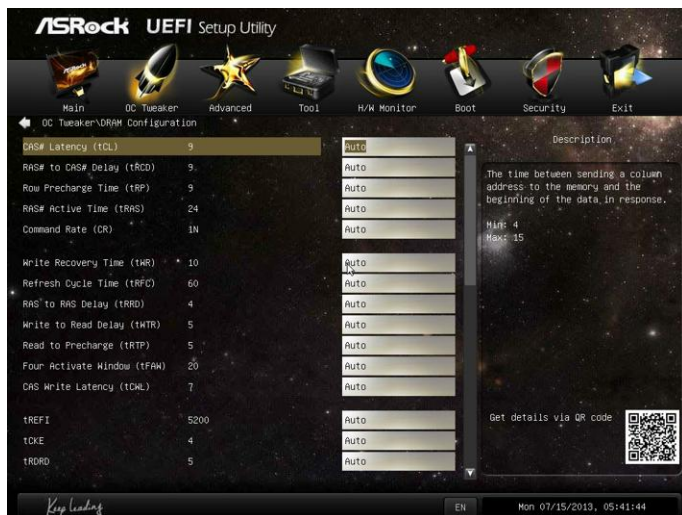 ASRock UEFI Setup Utility
Main OC Tweaker Advanced Tool H/W Monitor Boot Security Exit
OC Tweaker\DRAM Configuration
CAS# Latency (tCL) 9 Auto
RAS# to CAS# Delay (tRCD) 9 Auto
Row Precharge Time (tRP) 9 Auto
RAS# Active Time (tRAS) 24 Auto
Command Rate (CR) 1N Auto
Write Recovery Time (tWR) 10 Auto
Refresh Cycle Time (tRFC) 60 Auto
RAS to RAS Delay (tRRD) 4 Auto
Write to Read Delay (tWTR) 5 Auto
Read to Precharge (tRTP) 5 Auto
Four Activate Window (tFAW) 20 Auto
CAS Write Latency (tCWL) 7 Auto
tREFI 5200 Auto
tCKE 4 Auto
tRDRD 5 Auto
Description
The time between sending a column
address to the memory and the
beginning of the data in response.
Min: 4
Max: 15
Get details via QR code
Keep Leading
EN
Mon 07/15/2013, 05:41:44